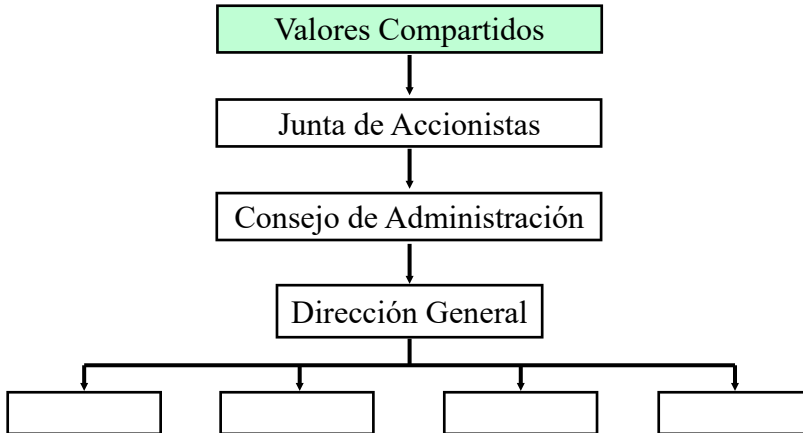 Valores Compartidos
Junta de Accionistas
Consejo de Administración
Dirección General